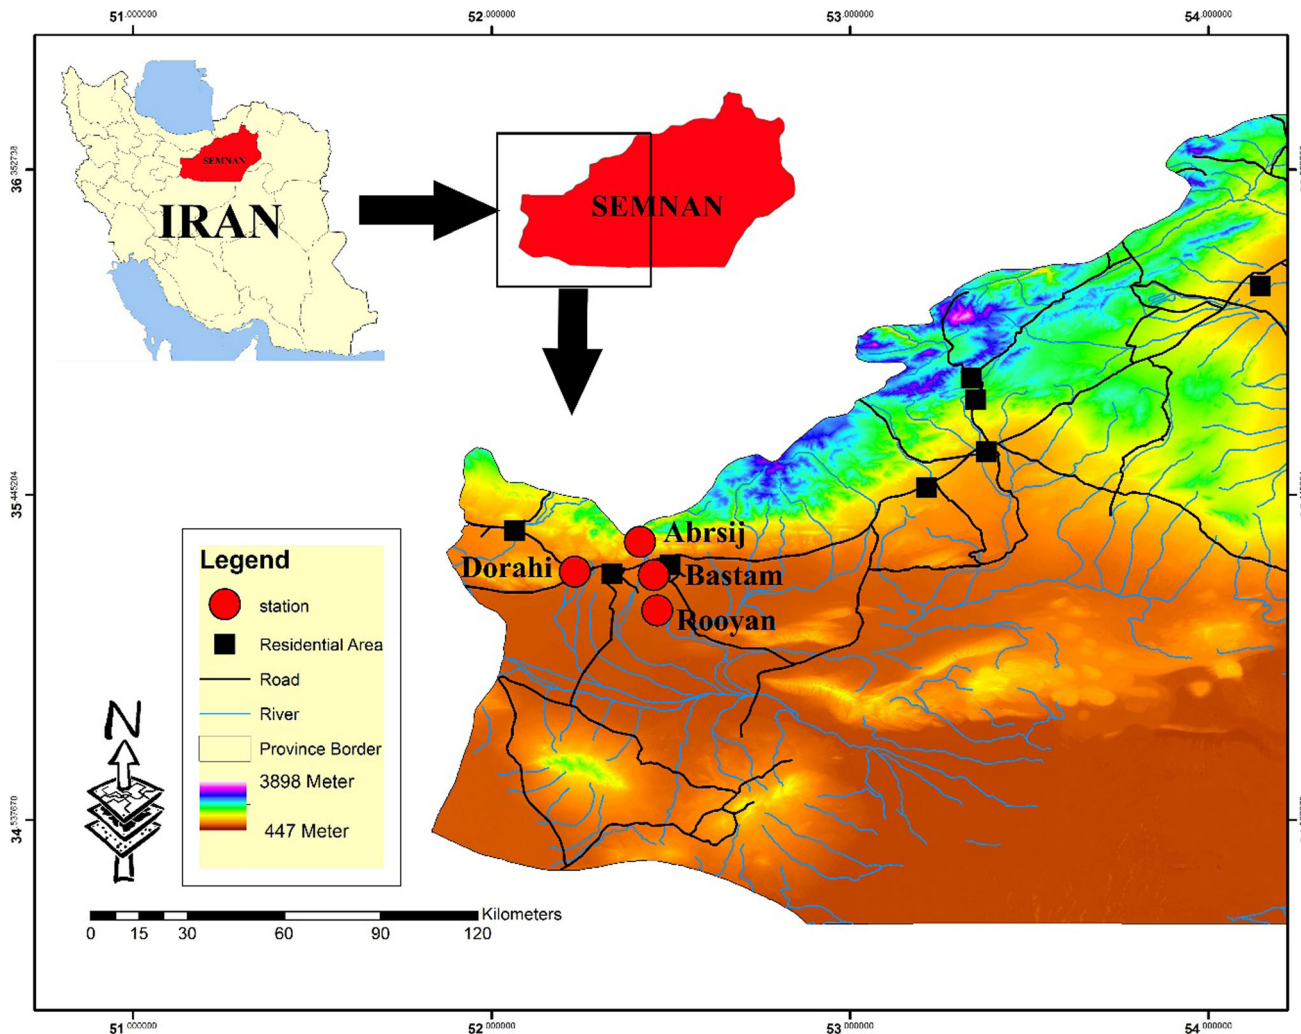 51.000000 52.000000 53.000000 54.000000
36.352738
SEMNAN
IRAN
SEMNAN
35.445204
Abrsij
Dorahi
Bastam
Rooyan
Legend
station
Residential Area
Road
River
Province Border
3898 Meter
447 Meter
N
34.537670
Kilometers
0 15 30 60 90 120
51.000000 52.000000 53.000000 54.000000